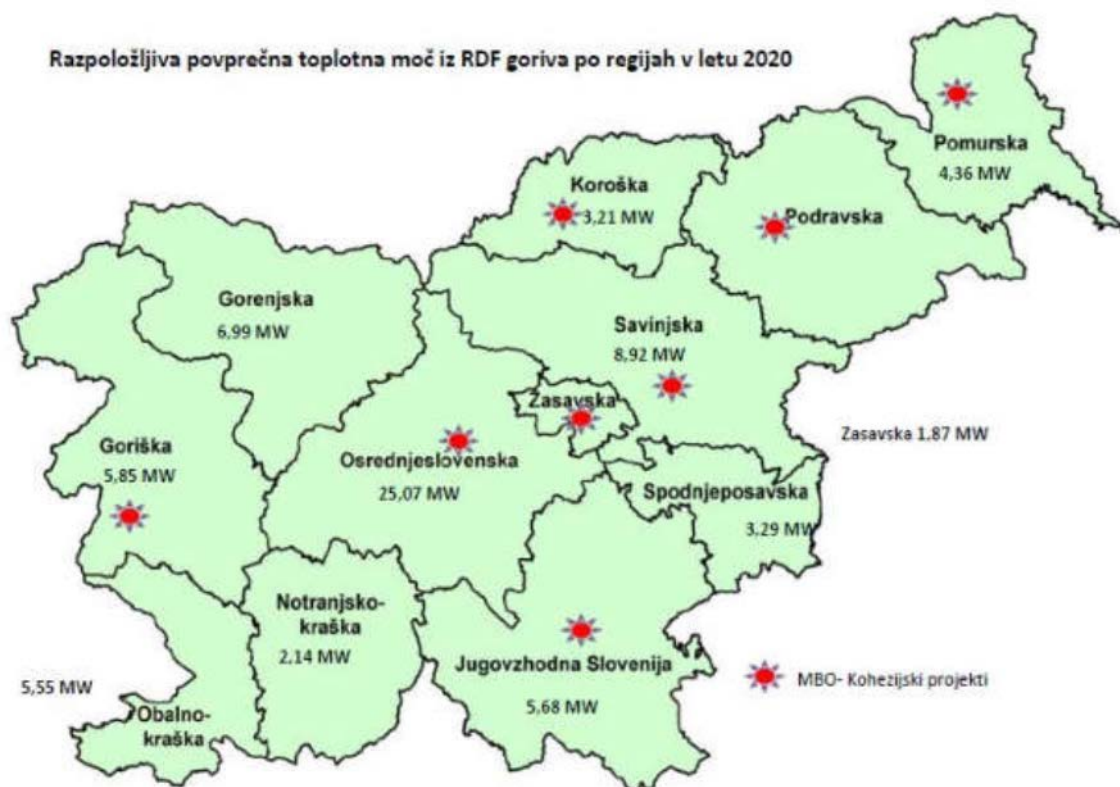 Razpoložljiva povprečna toplotna moč iz RDF goriva po regijah v letu 2020
Pomurska
4,36 MW
Koroška
3,21 MW
Podravska
Gorenjska
6,99 MW
Savinjska
8,92 MW
Zasavska
Zasavska 1,87 MW
Goriška
5,85 MW
Osrednjeslovenska
25,07 MW
Spodnjeposavska
3,29 MW
Notranjsko-
kraška
2,14 MW
Jugovzhodna Slovenija
5,68 MW
MBO- Kohezijski projekti
5,55 MW
Obalno-
kraška